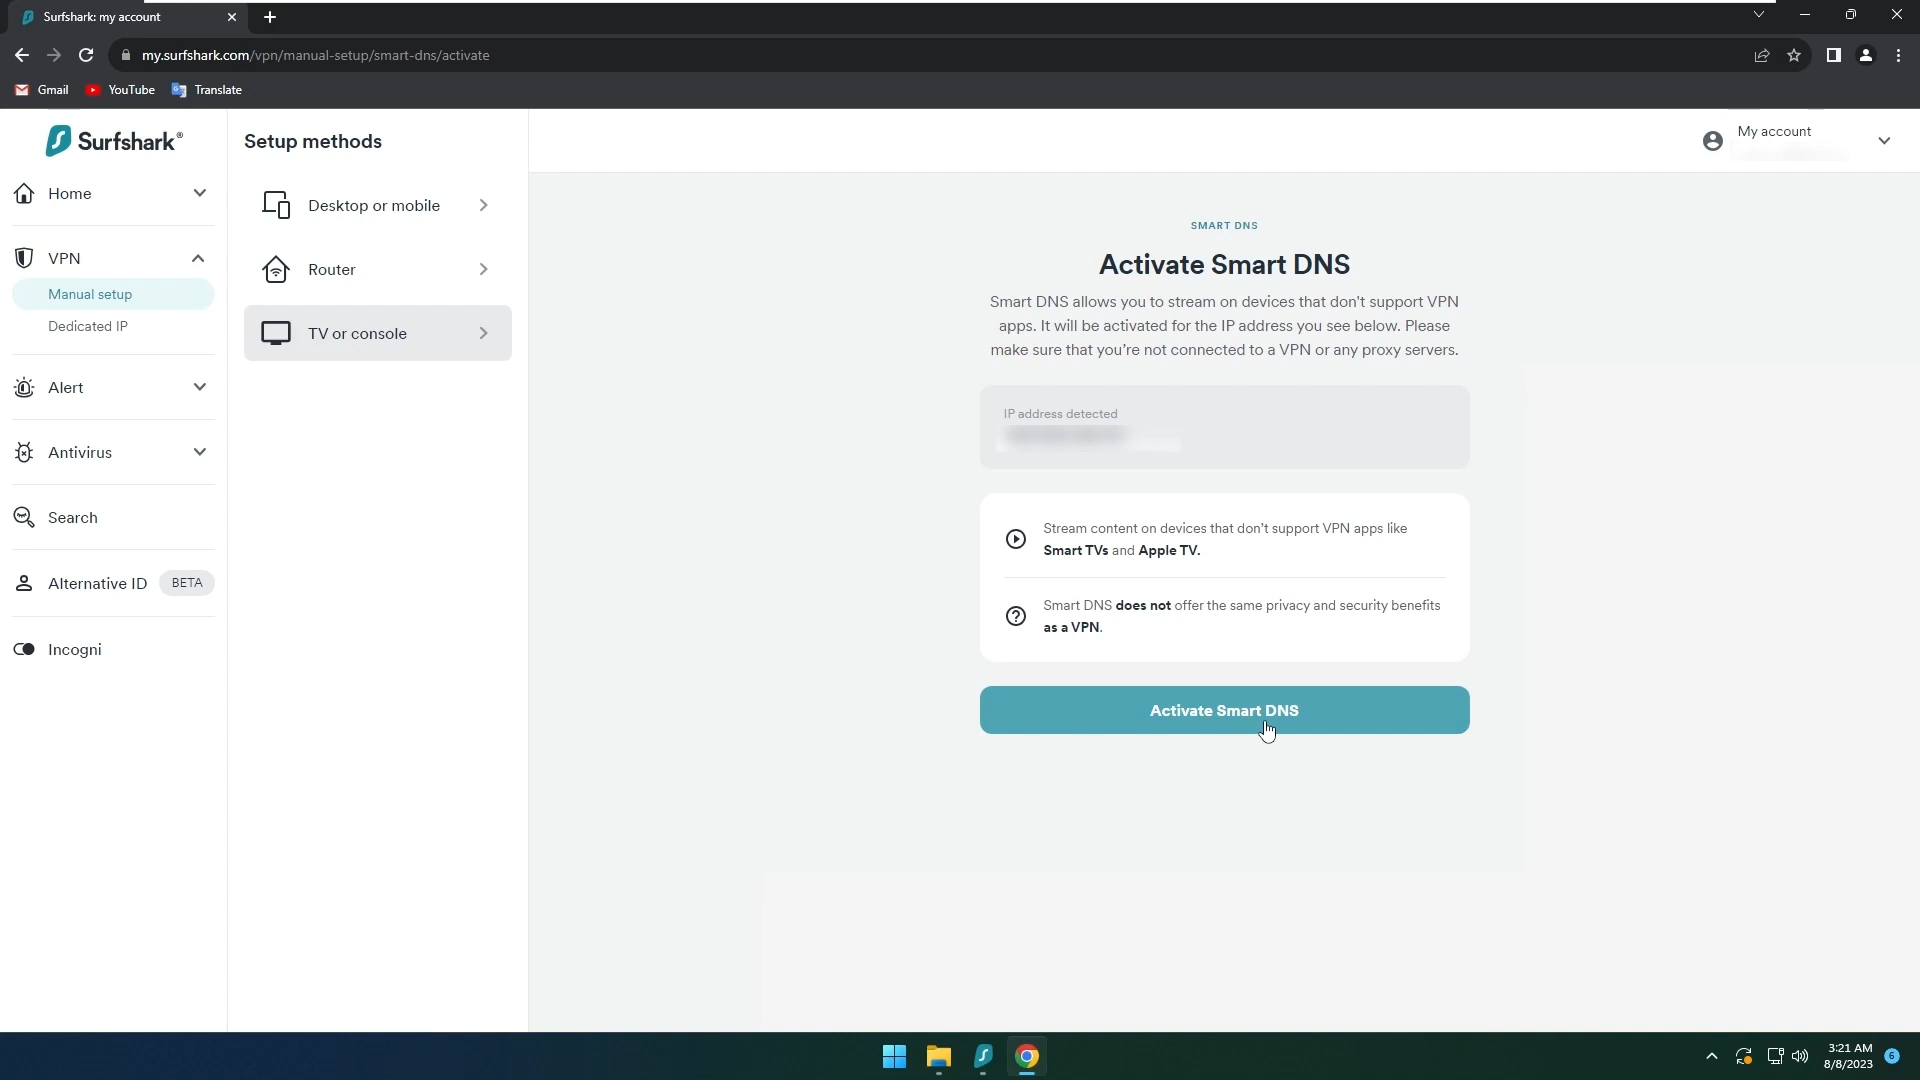 Surfshark: my account
my.surfshark.com/vpn/manual-setup/smart-dns/activate
Gmail
YouTube
Translate
Surfshark®
Home
VPN
Manual setup
Dedicated IP
Alert
Antivirus
Search
Alternative ID BETA
Incogni
Setup methods
Desktop or mobile
Router
TV or console
My account
SMART DNS
Activate Smart DNS
Smart DNS allows you to stream on devices that don't support VPN
apps. It will be activated for the IP address you see below. Please
make sure that you're not connected to a VPN or any proxy servers.
IP address detected
Stream content on devices that don't support VPN apps like
Smart TVs and Apple TV.
Smart DNS does not offer the same privacy and security benefits
as a VPN.
Activate Smart DNS
3:21 AM
8/8/2023
6